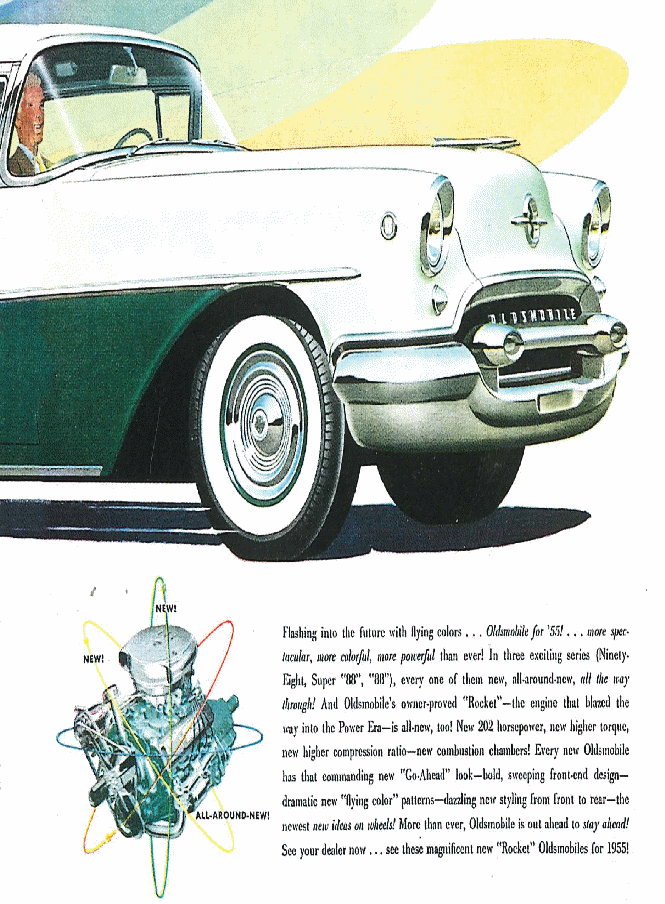 OLDSMOBILE
NEW!
NEW!
ALL-AROUND-NEW!
Flashing into the future with flying colors . . . Oldsmobile for '55! . . . more spec-
tacular, more colorful, more powerful than ever! In three exciting series (Ninety-
Eight, Super "88", "88"), every one of them new, all-around-new, all the way
through! And Oldsmobile's owner-proved "Rocket"—the engine that blazed the
way into the Power Era—is all-new, too! New 202 horsepower, new higher torque,
new higher compression ratio—new combustion chambers! Every new Oldsmobile
has that commanding new "Go-Ahead" look—bold, sweeping front-end design—
dramatic new "flying color" patterns—dazzling new styling from front to rear—the
newest new ideas on wheels! More than ever, Oldsmobile is out ahead to stay ahead!
See your dealer now . . . see these magnificent new "Rocket" Oldsmobiles for 1955!